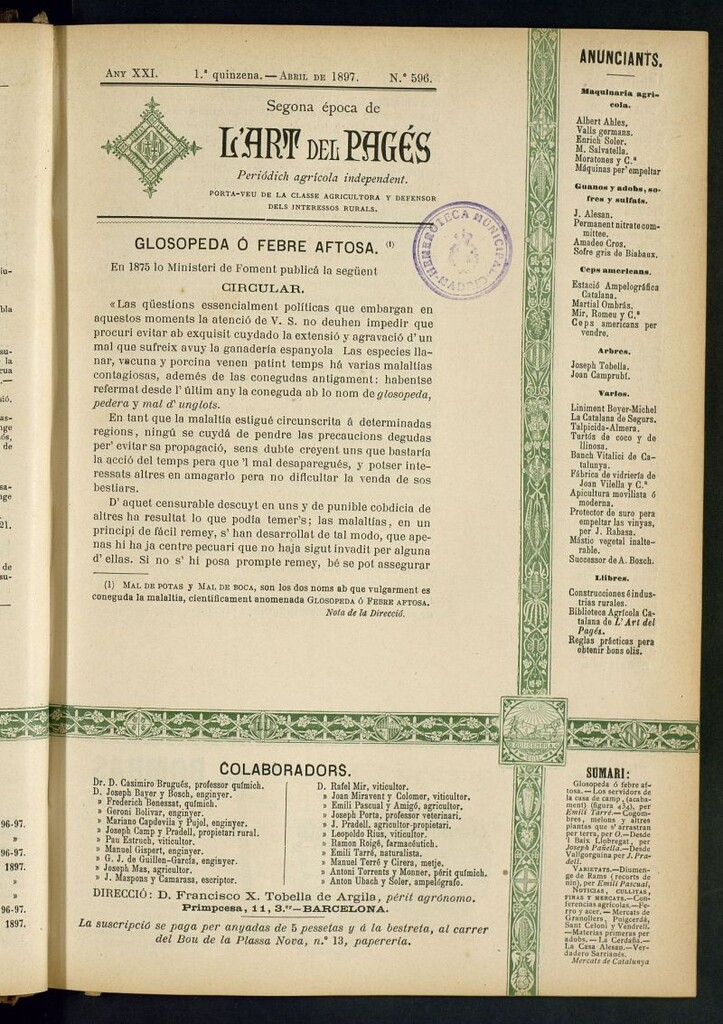 ANY XXI. 1.ª quinzena.—ABRIL DE 1897. N.º 596.
Segona época de
L'ART DEL PAGÉS
Periódich agrícola independent.
PORTA-VEU DE LA CLASSE AGRICULTORA Y DEFENSOR
DELS INTERESSOS RURALS.
HEMEROTECA MUNICIPAL
MADRID
GLOSOPEDA Ó FEBRE AFTOSA. (1)
En 1875 lo Ministeri de Foment publicá la següent
CIRCULAR.
«Las qüestions essencialment políticas que embargan en
aquestos moments la atenció de V. S. no deuhen impedir que
procuri evitar ab exquisit cuydado la extensió y agravació d'un
mal que sufreix avuy la ganadería espanyola Las especies lla-
nar, vacuna y porcina venen patint temps há varias malaltías
contagiosas, además de las conegudas antigament: habentse
refermat desde l'últim any la coneguda ab lo nom de glosopeda,
pedera y mal d'unglots.
En tant que la malaltía estigué circunscrita á determinadas
regions, ningú se cuydá de pendre las precaucions degudas
per'evitar sa propagació, sens dubte creyent uns que bastaría
la acció del temps pera que 'l mal desaparegués, y potser inte-
ressats altres en amagarlo pera no dificultar la venda de sos
bestiars.
D'aquet censurable descuyt en uns y de punible cobdicia de
altres ha resultat lo que podía temer's; las malaltías, en un
principi de fácil remey, s'han desarrollat de tal modo, que ape-
nas hi ha ja centre pecuari que no haja sigut invadit per alguna
d'ellas. Si no s'hi posa prompte remey, bé se pot assegurar
(1) MAL DE POTAS y MAL DE BOCA, son los dos noms ab que vulgarment es
coneguda la malaltía, científicament anomenada GLOSOPEDA Ó FEBRE AFTOSA.
Nota de la Direcció.
ANUNCIANTS.
Maquinaria agrí-
cola.
Albert Ahles.
Valls germans.
Enrich Soler.
M. Salvatella.
Moratones y C.ª
Máquinas per'empeltar
Guanos y adobs, so-
fres y sulfats.
J. Alesan.
Permanent nitrate com-
mittee.
Amadeo Cros.
Sofre gris de Biabaux.
Ceps americans.
Estació Ampelográfica
Catalana.
Martial Ombrás.
Mir, Romeu y C.ª
Ceps americans per
vendre.
Arbres.
Joseph Tobella.
Joan Camprubí.
Varios.
Liniment Boyer-Michel
La Catalana de Segurs.
Talpicida-Almera.
Turtós de coco y de
llinosa.
Banch Vitalici de Ca-
talunya.
Fábrica de vidriería de
Joan Vilella y C.ª
Apicultura movilista ó
moderna.
Protector de suro pera
empeltar las vinyas,
per J. Rabasa.
Mástic vegetal inalte-
rable.
Successor de A. Bosch.
Llibres.
Construcciones é indus-
trias rurales.
Biblioteca Agrícola Ca-
talana de L'Art del
Pagés.
Reglas prácticas pera
obtenir bons olis.
COLABORADORS.
Dr. D. Casimiro Brugués, professor químich.
D. Joseph Bayer y Bosch, enginyer.
» Frederich Benessat, químich.
» Geroni Bolívar, enginyer.
» Mariano Capdevila y Pujol, enginyer.
» Joseph Camp y Pradell, propietari rural.
» Pau Estruch, viticultor.
» Manuel Gispert, enginyer.
» G. J. de Guillen-García, enginyer.
» Joseph Mas, agricultor.
» J. Maspons y Camarasa, escriptor.
D. Rafel Mir, viticultor.
» Joan Miravent y Colomer, viticultor.
» Emili Pascual y Amigó, agricultor.
» Joseph Porta, professor veterinari.
» J. Pradell, agricultor-propietari.
» Leopoldo Rius, viticultor.
» Ramon Roigé, farmacéutich.
» Emili Tarré, naturalista.
» Manuel Terré y Cirera, metje.
» Antoni Torrents y Monner, périt químich.
» Anton Ubach y Soler, ampelógrafo.
DIRECCIÓ: D. Francisco X. Tobella de Argila, périt agrónomo.
Primpcesa, 11, 3.er—BARCELONA.
La suscripció se paga per anyadas de 5 pessetas y á la bestreta, al carrer
del Bou de la Plassa Nova, n.º 13, papereria.
SUMARI:
Glosopeda ó febre af-
tosa.—Los servidors de
la casa de camp, (acaba-
ment) (figura 434), per
Emili Tarré.—Cogom-
bres, melons y altres
plantas que s'arrastran
per terra, per O.—Desde
'l Baix Llobregat, per
Joseph Pañella.—Desde
Vallgorguina per J. Pra-
dell.
VARIETATS.—Diumen-
ge de Rams (recorts de
nin), per Emili Pascual,
NOTICIAS, CULLITAS,
FIRAS Y MERCATS.—Con-
ferencias agrícolas.—Fe-
rro y acer.—Mercats de
Granollers, Puigcerdá,
Sant Celoni y Vendrell.
—Materias primeras per
adobs.—La Cerdaña.—
La Casa Alesan.—Ver-
dadero Sarrianés.
Mercats de Catalunya
96-97.
96-97.
1897.
96-97.
1897.